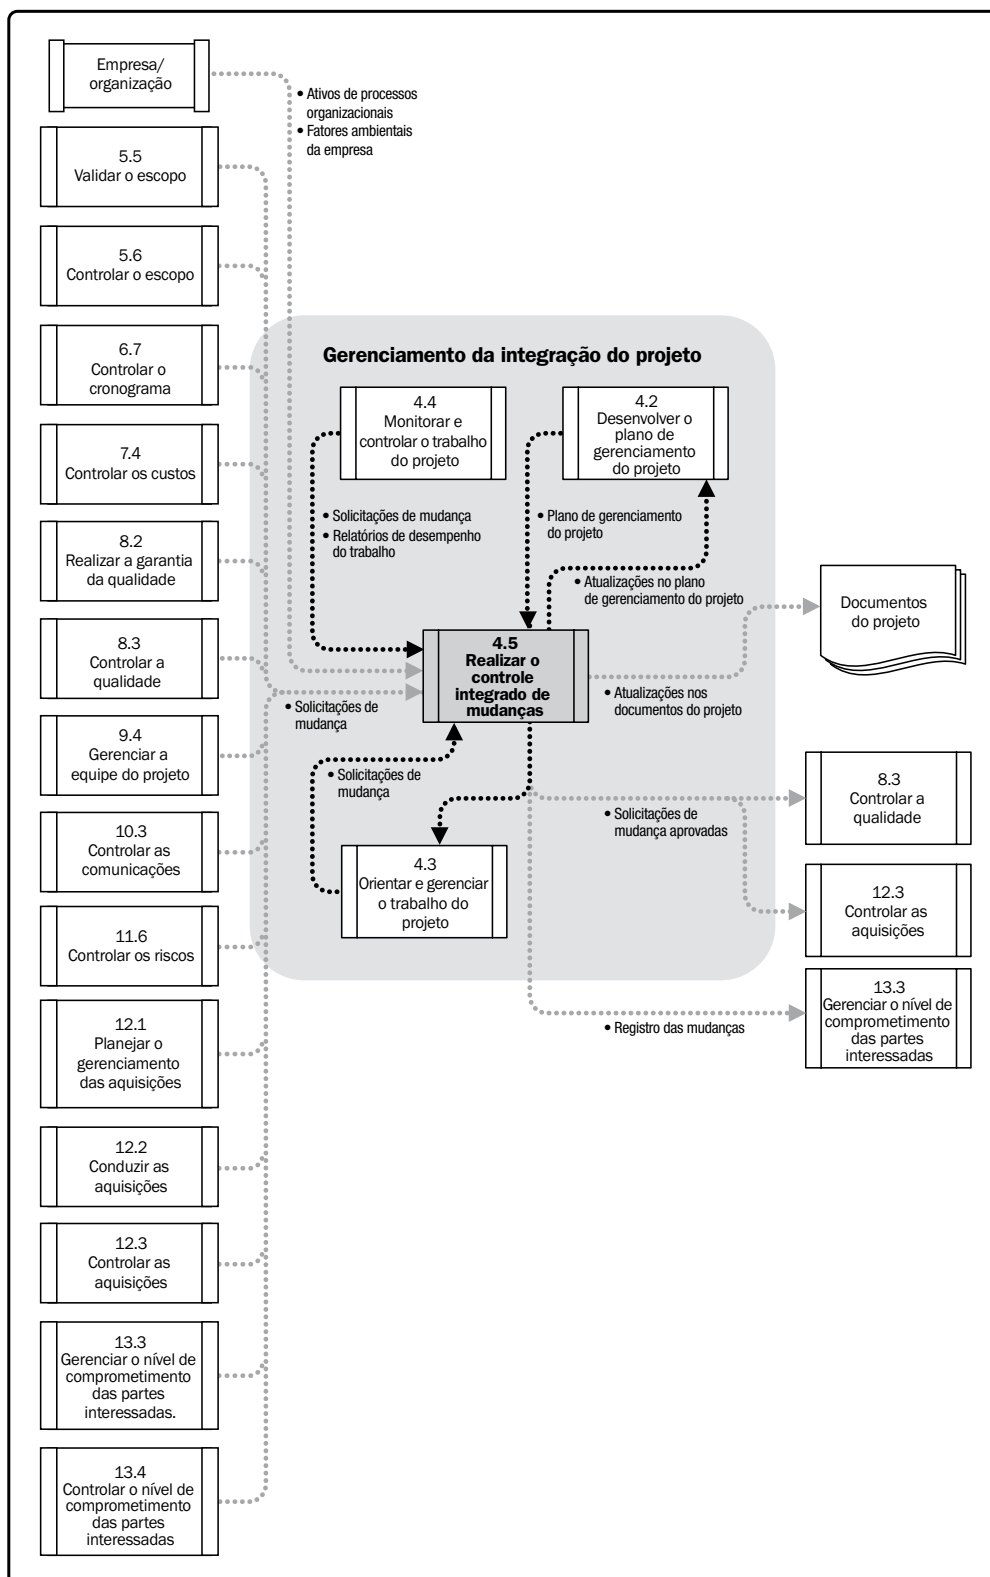 Empresa/
organização
• Ativos de processos
organizacionais
• Fatores ambientais
da empresa
5.5
Validar o escopo
5.6
Controlar o escopo
6.7
Controlar o
cronograma
7.4
Controlar os custos
8.2
Realizar a garantia
da qualidade
8.3
Controlar a
qualidade
9.4
Gerenciar a
equipe do projeto
10.3
Controlar as
comunicações
11.6
Controlar os riscos
12.1
Planejar o
gerenciamento
das aquisições
12.2
Conduzir as
aquisições
12.3
Controlar as
aquisições
13.3
Gerenciar o nível de
comprometimento
das partes
interessadas.
13.4
Controlar o nível de
comprometimento
das partes
interessadas
Gerenciamento da integração do projeto
4.4
Monitorar e
controlar o trabalho
do projeto
4.2
Desenvolver o
plano de
gerenciamento
do projeto
• Solicitações de mudança
• Relatórios de desempenho
do trabalho
• Plano de gerenciamento
do projeto
• Atualizações no plano
de gerenciamento do projeto
4.5
Realizar o
controle
integrado de
mudanças
• Solicitações de
mudança
• Atualizações nos
documentos do projeto
• Solicitações de
mudança
• Solicitações de
mudança aprovadas
4.3
Orientar e gerenciar
o trabalho do
projeto
• Registro das mudanças
Documentos
do projeto
8.3
Controlar a
qualidade
12.3
Controlar as
aquisições
13.3
Gerenciar o nível de
comprometimento
das partes
interessadas